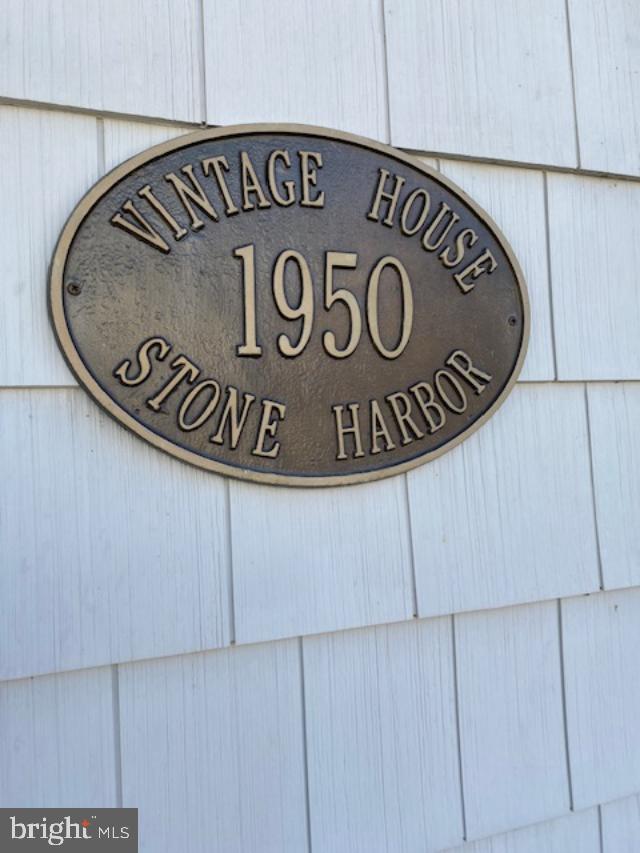 VINTAGE HOUSE
1950
STONE HARBOR
bright MLS